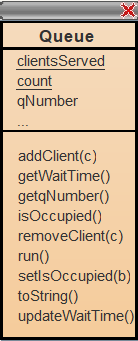 Queue
clientsServed
count
qNumber
...
addClient(c)
getWaitTime()
getqNumber()
isOccupied()
removeClient(c)
run()
setIsOccupied(b)
toString()
updateWaitTime()